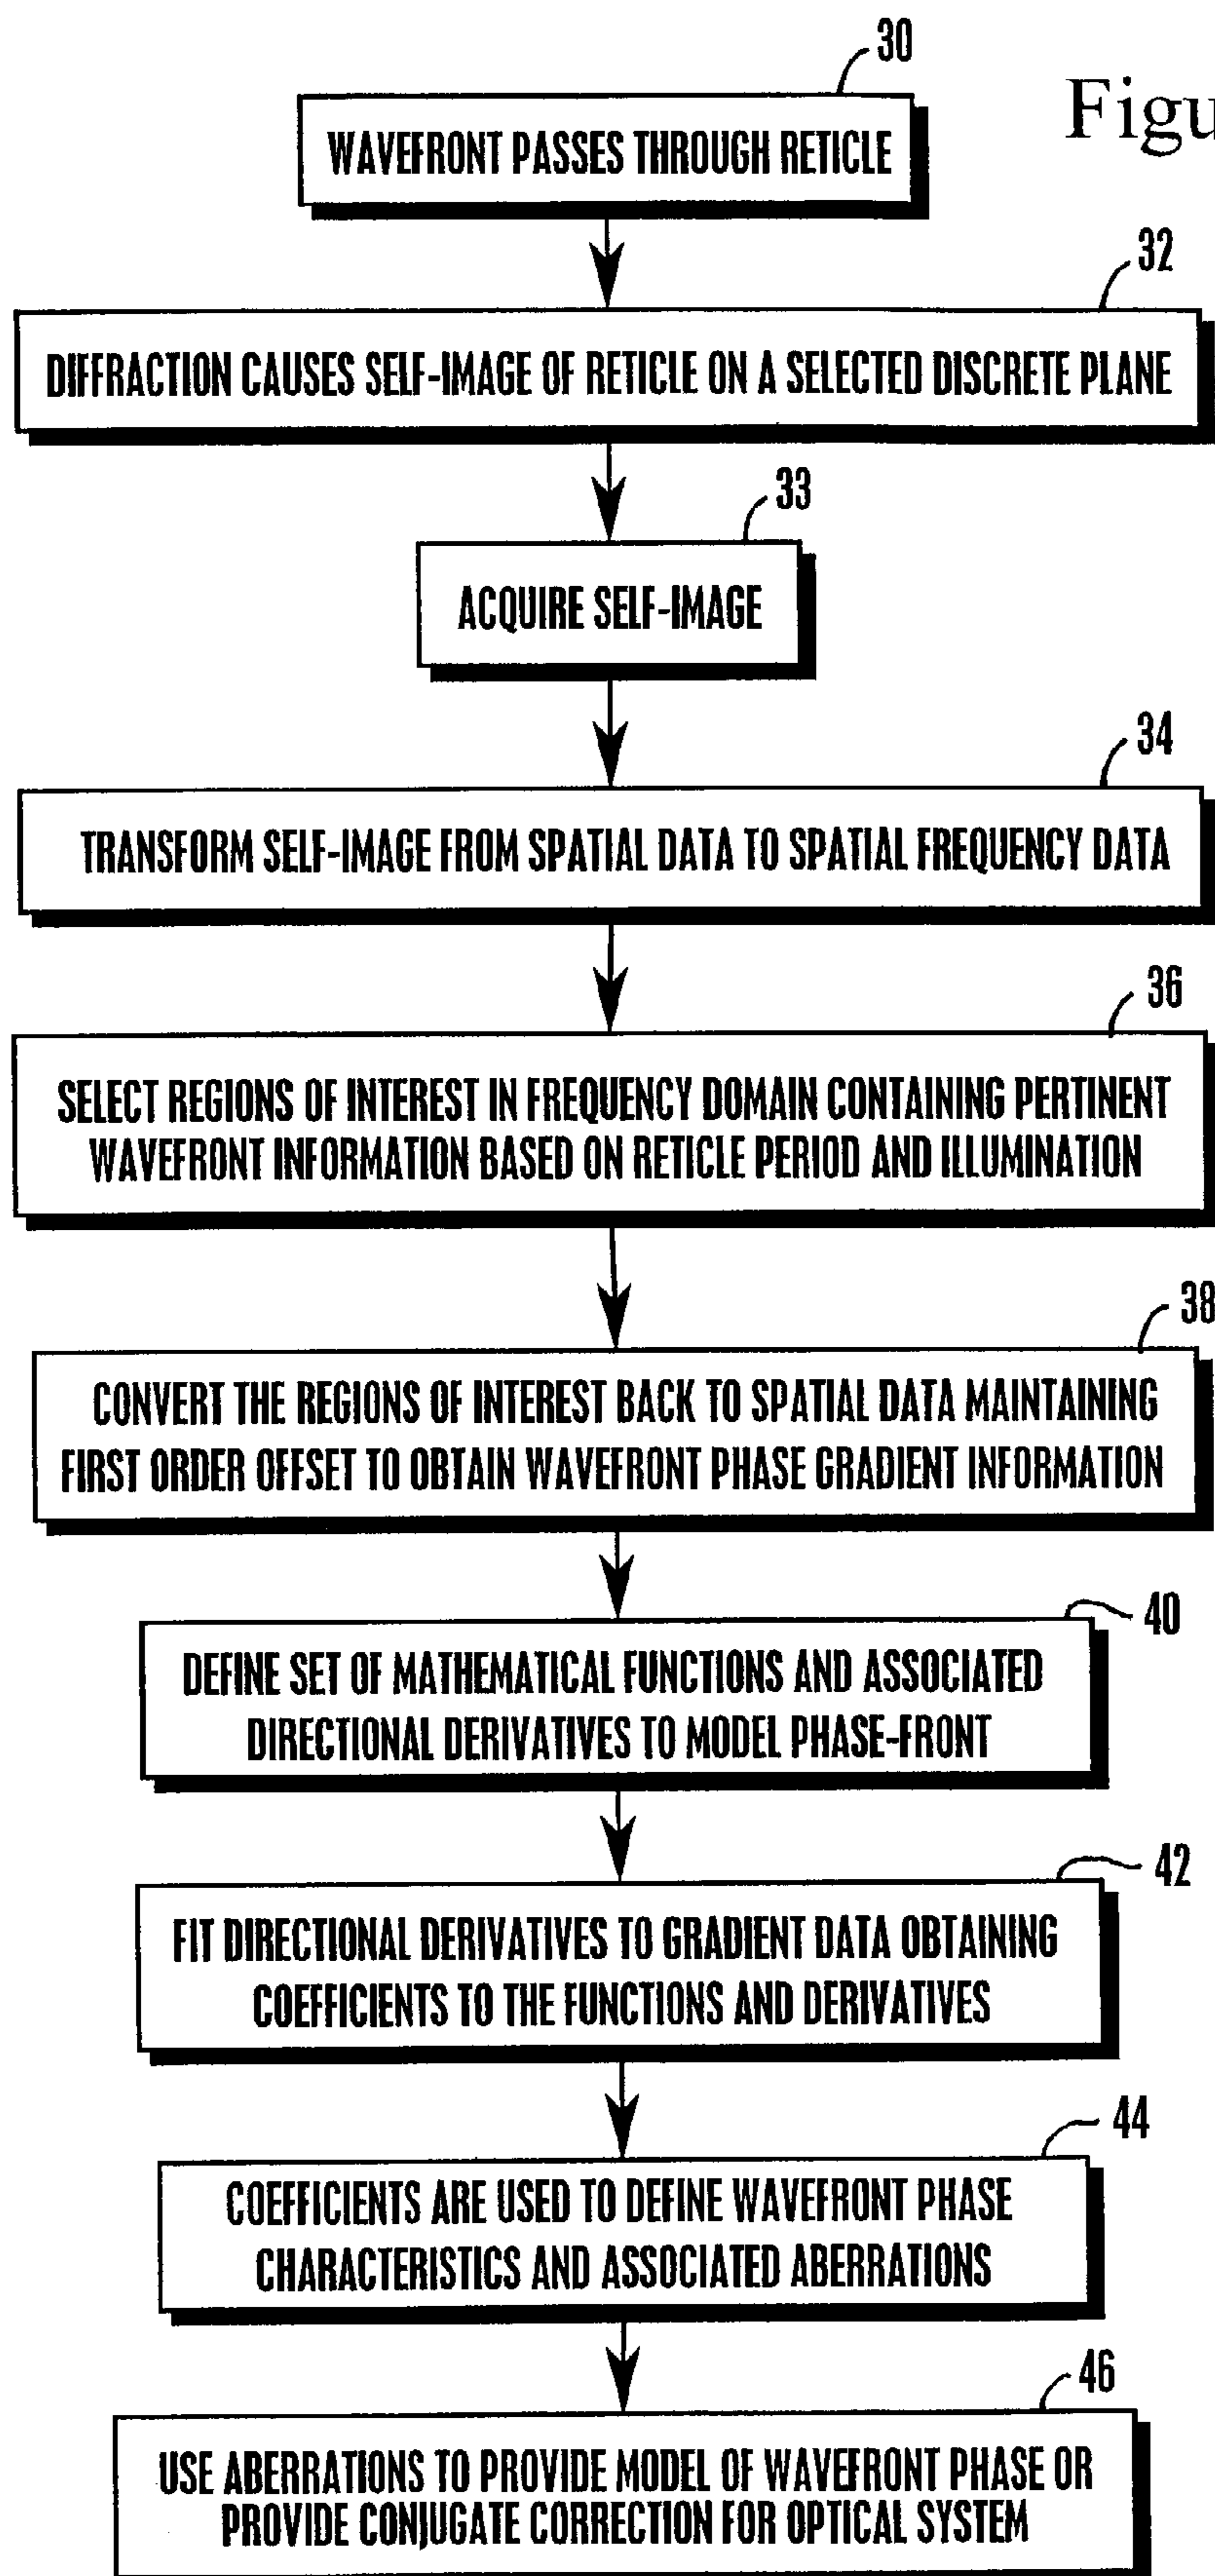 30
Figu
WAVEFRONT PASSES THROUGH RETICLE
32
DIFFRACTION CAUSES SELF-IMAGE OF RETICLE ON A SELECTED DISCRETE PLANE
33
ACQUIRE SELF-IMAGE
34
TRANSFORM SELF-IMAGE FROM SPATIAL DATA TO SPATIAL FREQUENCY DATA
36
SELECT REGIONS OF INTEREST IN FREQUENCY DOMAIN CONTAINING PERTINENT
WAVEFRONT INFORMATION BASED ON RETICLE PERIOD AND ILLUMINATION
38
CONVERT THE REGIONS OF INTEREST BACK TO SPATIAL DATA MAINTAINING
FIRST ORDER OFFSET TO OBTAIN WAVEFRONT PHASE GRADIENT INFORMATION
40
DEFINE SET OF MATHEMATICAL FUNCTIONS AND ASSOCIATED
DIRECTIONAL DERIVATIVES TO MODEL PHASE-FRONT
42
FIT DIRECTIONAL DERIVATIVES TO GRADIENT DATA OBTAINING
COEFFICIENTS TO THE FUNCTIONS AND DERIVATIVES
44
COEFFICIENTS ARE USED TO DEFINE WAVEFRONT PHASE
CHARACTERISTICS AND ASSOCIATED ABERRATIONS
46
USE ABERRATIONS TO PROVIDE MODEL OF WAVEFRONT PHASE OR
PROVIDE CONJUGATE CORRECTION FOR OPTICAL SYSTEM